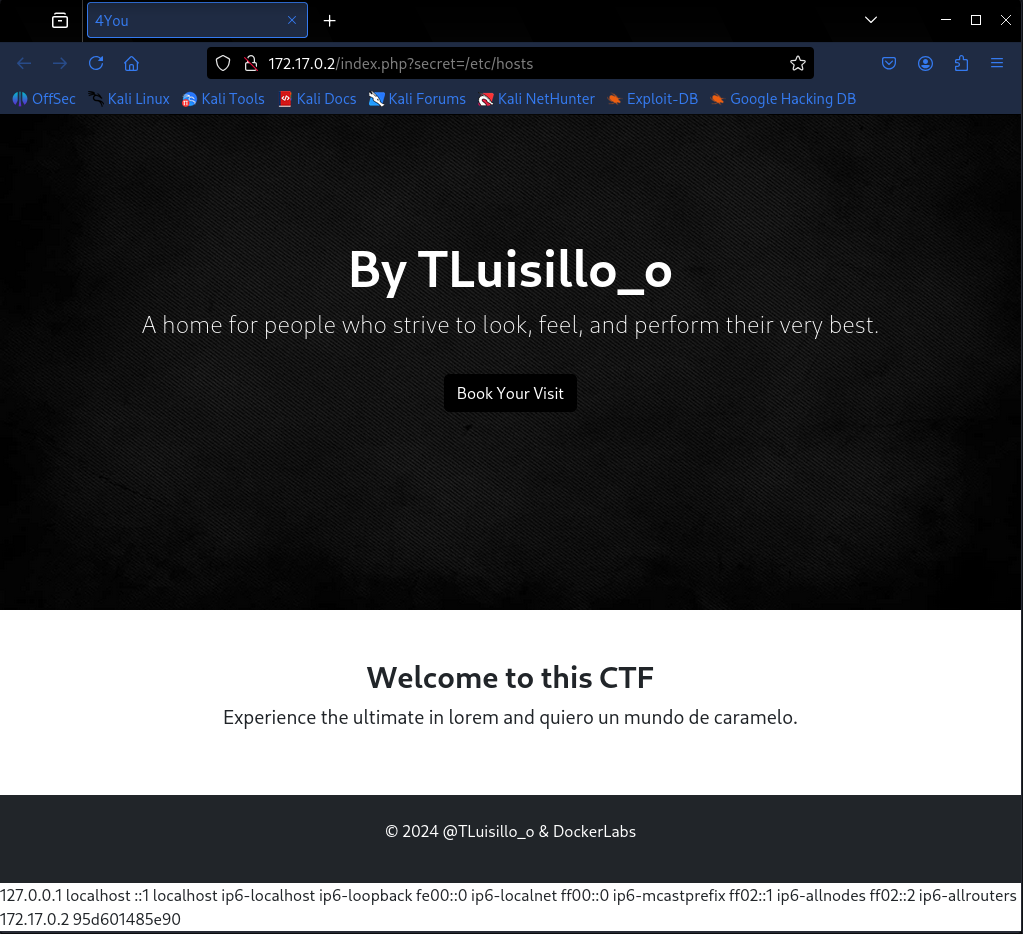 4You
172.17.0.2/index.php?secret=/etc/hosts
OffSec Kali Linux Kali Tools Kali Docs Kali Forums Kali NetHunter Exploit-DB Google Hacking DB
By TLuisillo_o
A home for people who strive to look, feel, and perform their very best.
Book Your Visit
Welcome to this CTF
Experience the ultimate in lorem and quiero un mundo de caramelo.
© 2024 @TLuisillo_o & DockerLabs
127.0.0.1 localhost ::1 localhost ip6-localhost ip6-loopback fe00::0 ip6-localnet ff00::0 ip6-mcastprefix ff02::1 ip6-allnodes ff02::2 ip6-allrouters
172.17.0.2 95d601485e90